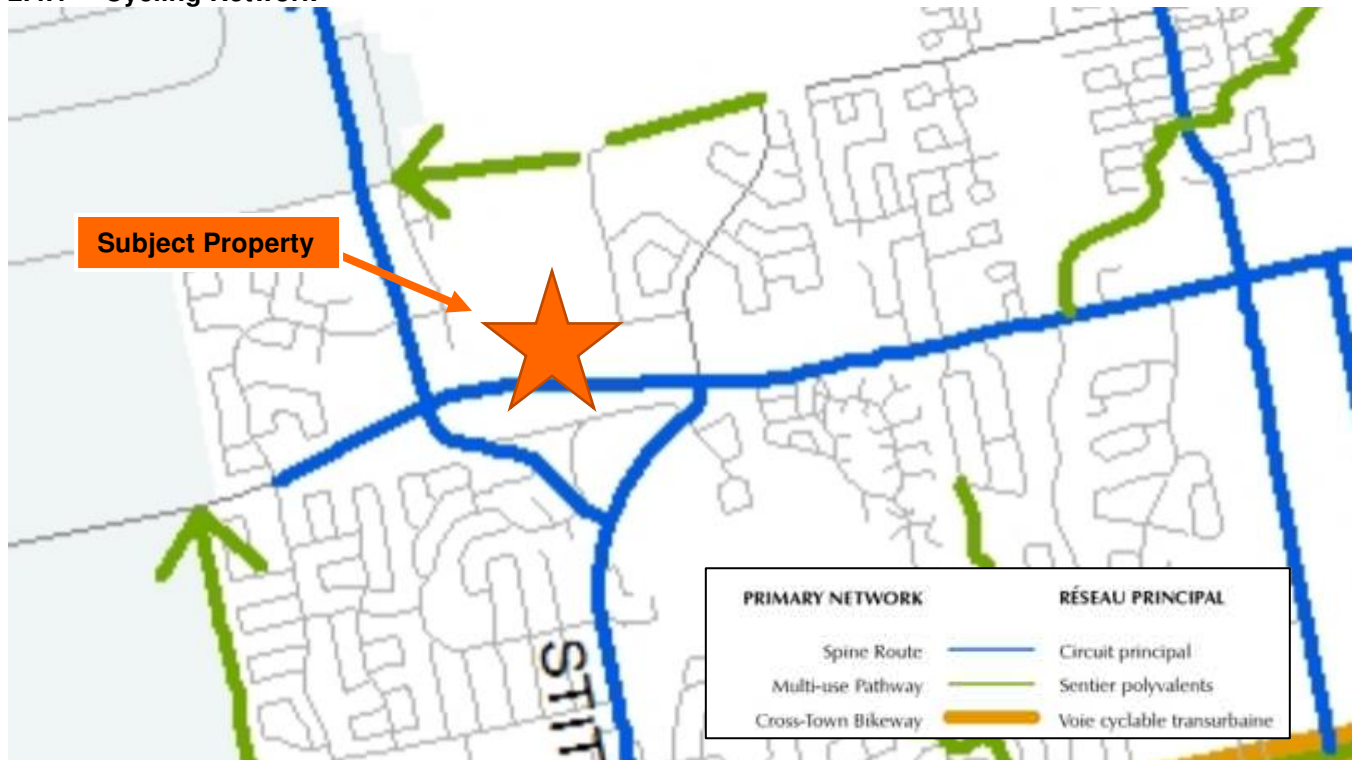 Subject Property
STIT
PRIMARY NETWORK RÉSEAU PRINCIPAL
Spine Route Circuit principal
Multi-use Pathway Sentier polyvalents
Cross-Town Bikeway Voie cyclable transurbaine